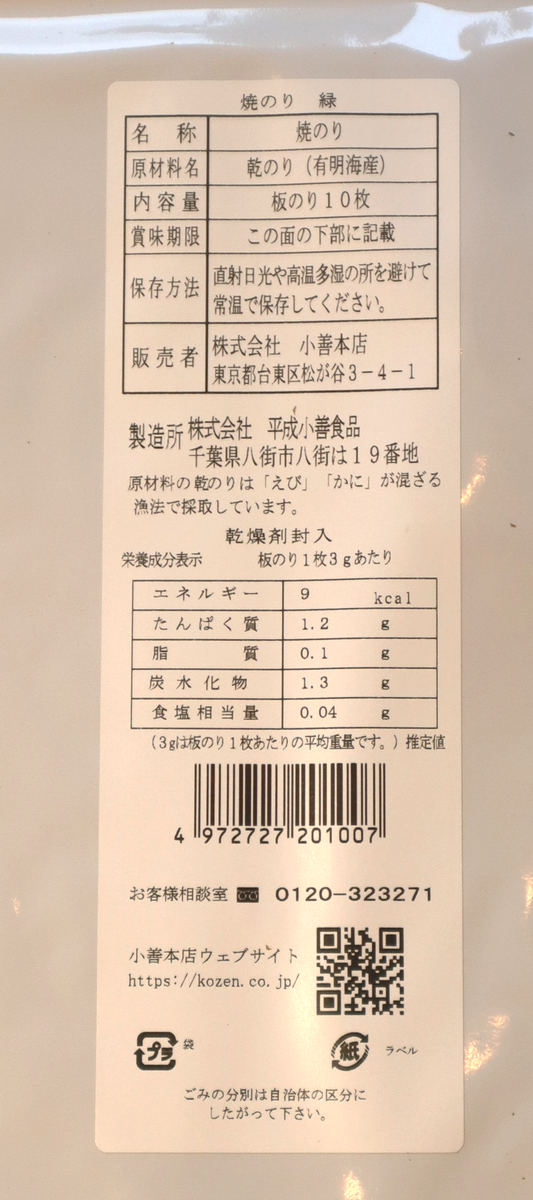 焼のり　緑
名　称　焼のり
原材料名　乾のり（有明海産）
内容量　板のり１０枚
賞味期限　この面の下部に記載
保存方法　直射日光や高温多湿の所を避けて
常温で保存してください。
販売者　株式会社　小善本店
東京都台東区松が谷３－４－１
製造所 株式会社　平成小善食品
千葉県八街市八街は１９番地
原材料の乾のりは「えび」「かに」が混ざる
漁法で採取しています。
乾燥剤封入
栄養成分表示　板のり１枚３ｇあたり
エネルギー　9　kcal
たんぱく質　1.2　g
脂　質　0.1　g
炭水化物　1.3　g
食塩相当量　0.04　g
（3gは板のり１枚あたりの平均重量です。）推定値
4 972727 201007
お客様相談室　0120-323271
小善本店ウェブサイト
https://kozen.co.jp/
プラ　袋
紙　ラベル
ごみの分別は自治体の区分に
したがって下さい。